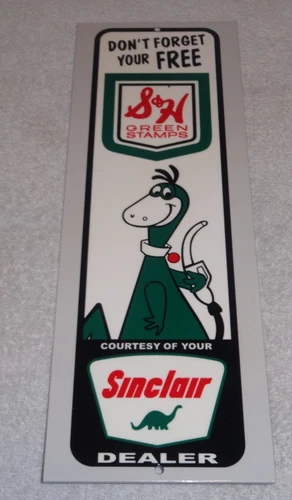 DON'T FORGET
YOUR FREE
S&H
GREEN
STAMPS
COURTESY OF YOUR
Sinclair
DEALER